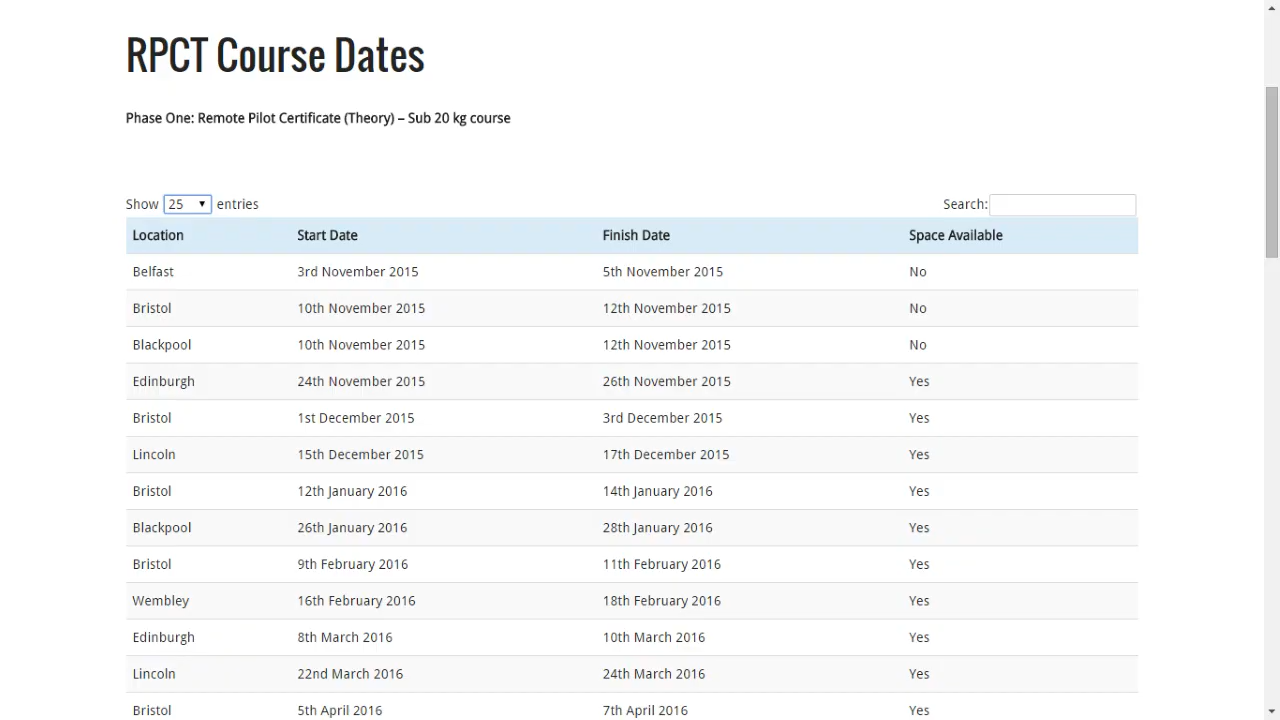 RPCT Course Dates
Phase One: Remote Pilot Certificate (Theory) – Sub 20 kg course
Show 25 entries Search:
Location Start Date Finish Date Space Available
Belfast 3rd November 2015 5th November 2015 No
Bristol 10th November 2015 12th November 2015 No
Blackpool 10th November 2015 12th November 2015 No
Edinburgh 24th November 2015 26th November 2015 Yes
Bristol 1st December 2015 3rd December 2015 Yes
Lincoln 15th December 2015 17th December 2015 Yes
Bristol 12th January 2016 14th January 2016 Yes
Blackpool 26th January 2016 28th January 2016 Yes
Bristol 9th February 2016 11th February 2016 Yes
Wembley 16th February 2016 18th February 2016 Yes
Edinburgh 8th March 2016 10th March 2016 Yes
Lincoln 22nd March 2016 24th March 2016 Yes
Bristol 5th April 2016 7th April 2016 Yes